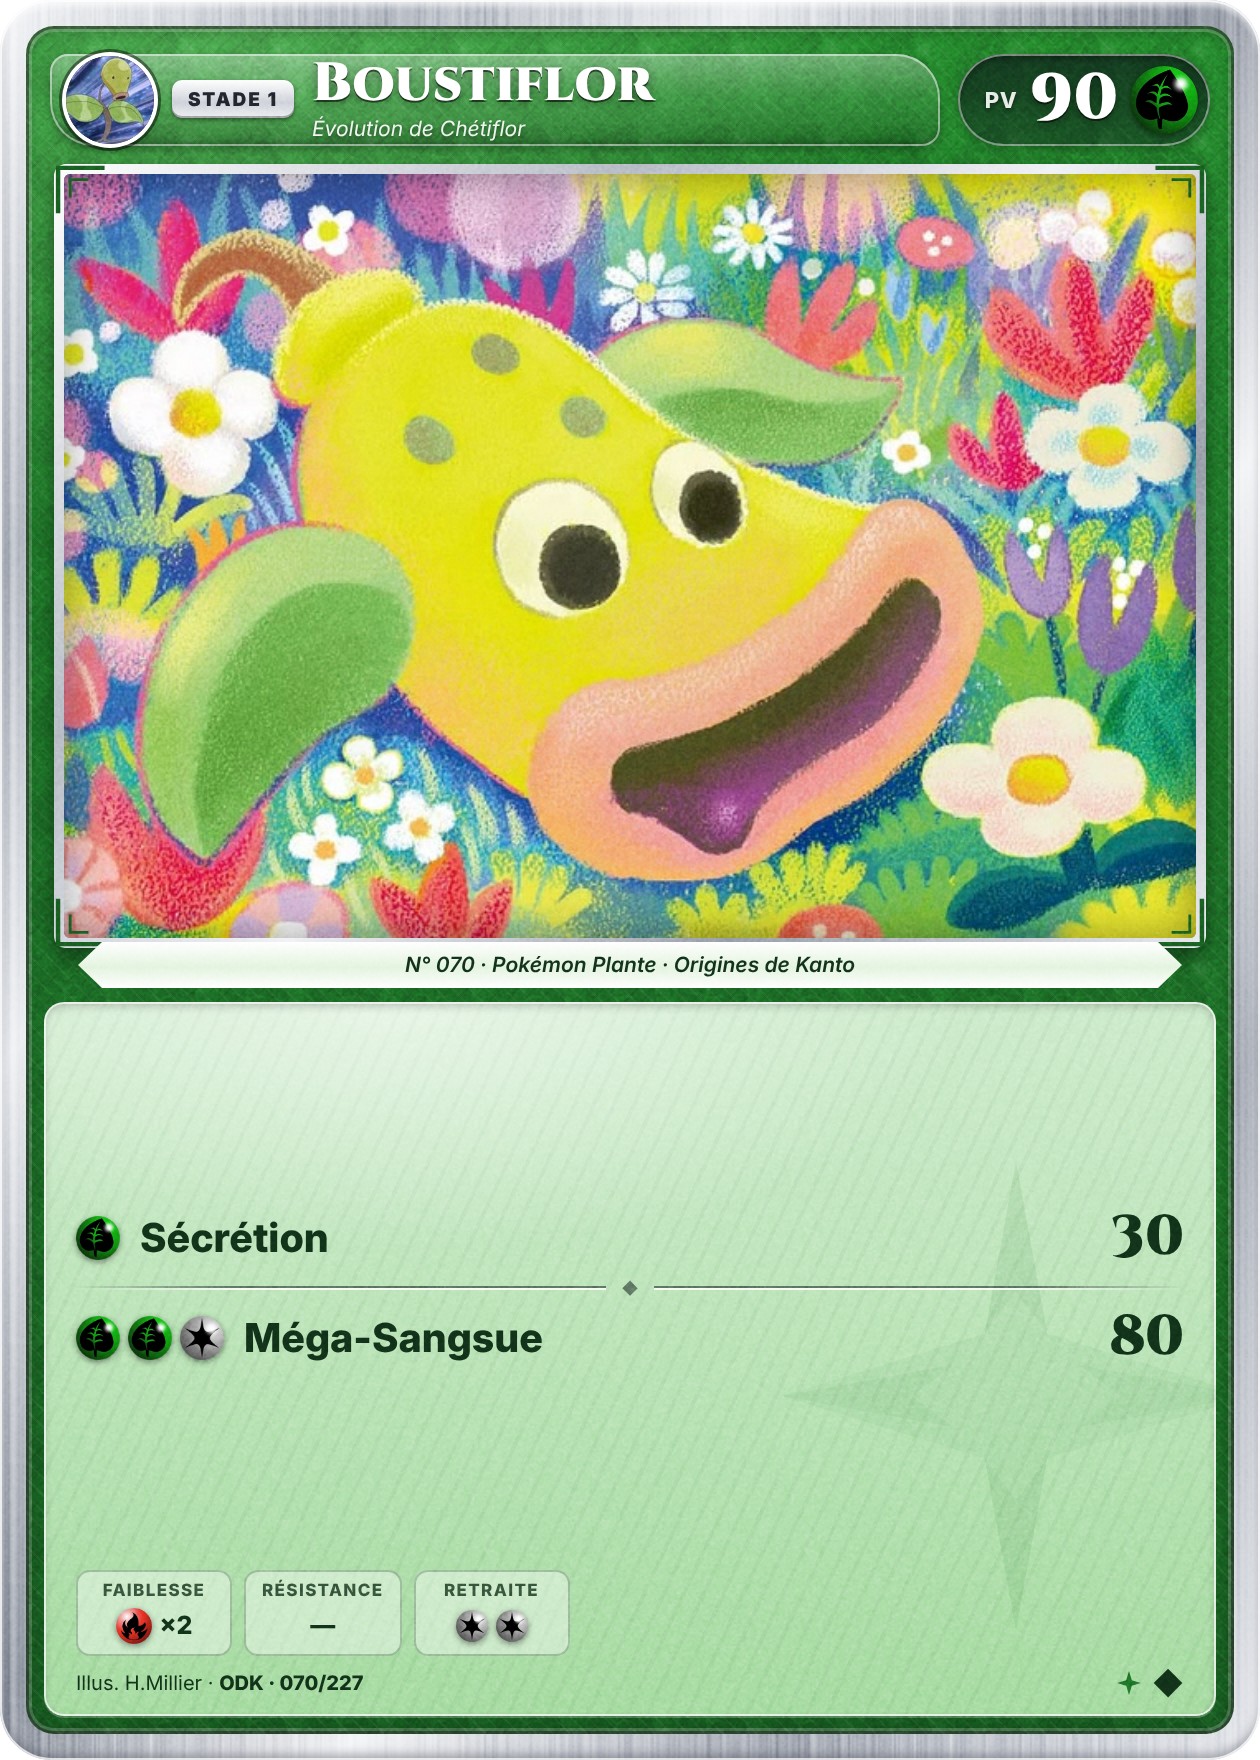 STADE 1
BOUSTIFLOR
Évolution de Chétiflor
PV 90
N° 070 · Pokémon Plante · Origines de Kanto
Sécrétion 30
Méga-Sangsue 80
FAIBLESSE RÉSISTANCE RETRAITE
×2 —
Illus. H.Millier · ODK · 070/227